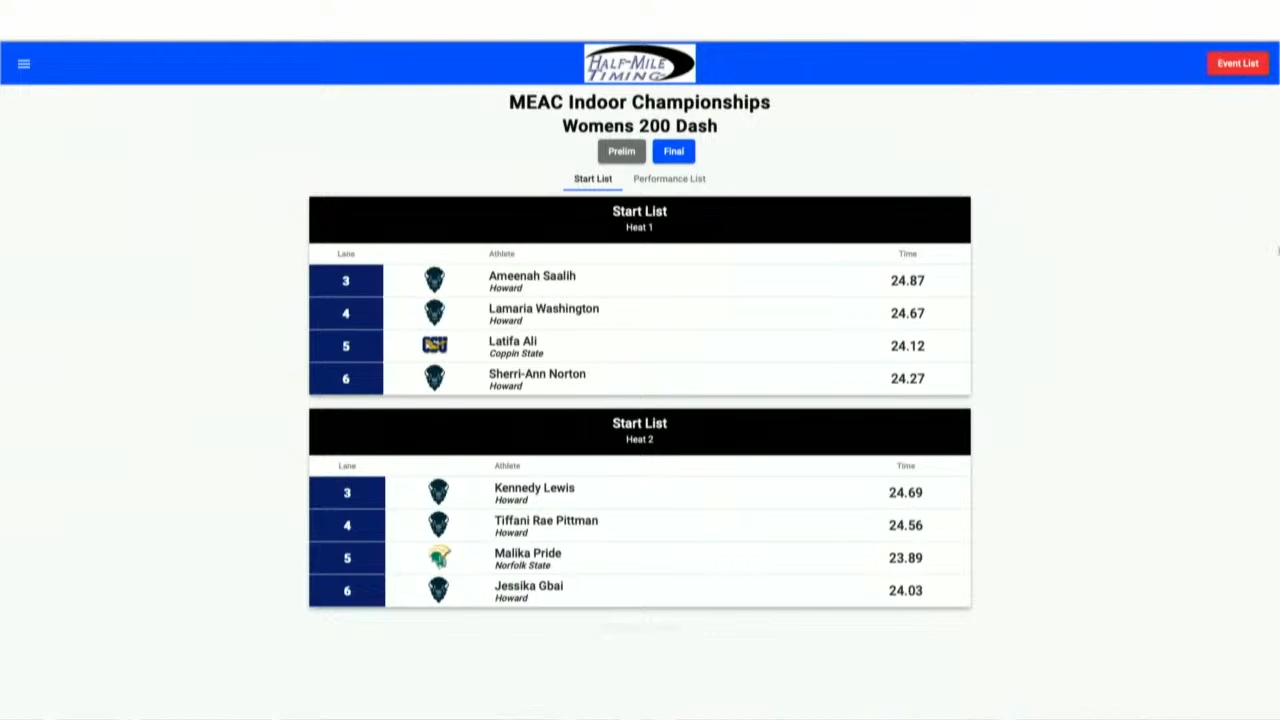 HALF-MILE
TIMING
Event List
MEAC Indoor Championships
Womens 200 Dash
Prelim Final
Start List Performance List
Start List
Heat 1
Lane Athlete Time
3 Ameenah Saalih 24.87
Howard
4 Lamaria Washington 24.67
Howard
5 CSU Latifa Ali 24.12
Coppin State
6 Sherri-Ann Norton 24.27
Howard
Start List
Heat 2
Lane Athlete Time
3 Kennedy Lewis 24.69
Howard
4 Tiffani Rae Pittman 24.56
Howard
5 Malika Pride 23.89
Norfolk State
6 Jessika Gbai 24.03
Howard